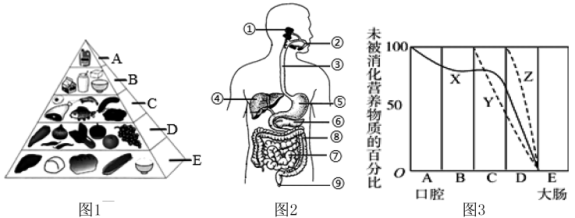 A
B
C
D
E
图1
①
②
③
④
⑤
⑥
⑧
⑦
⑨
图2
未被消化营养物质的百分比
100
50
O
X
Y
Z
A B C D E
口腔 大肠
图3